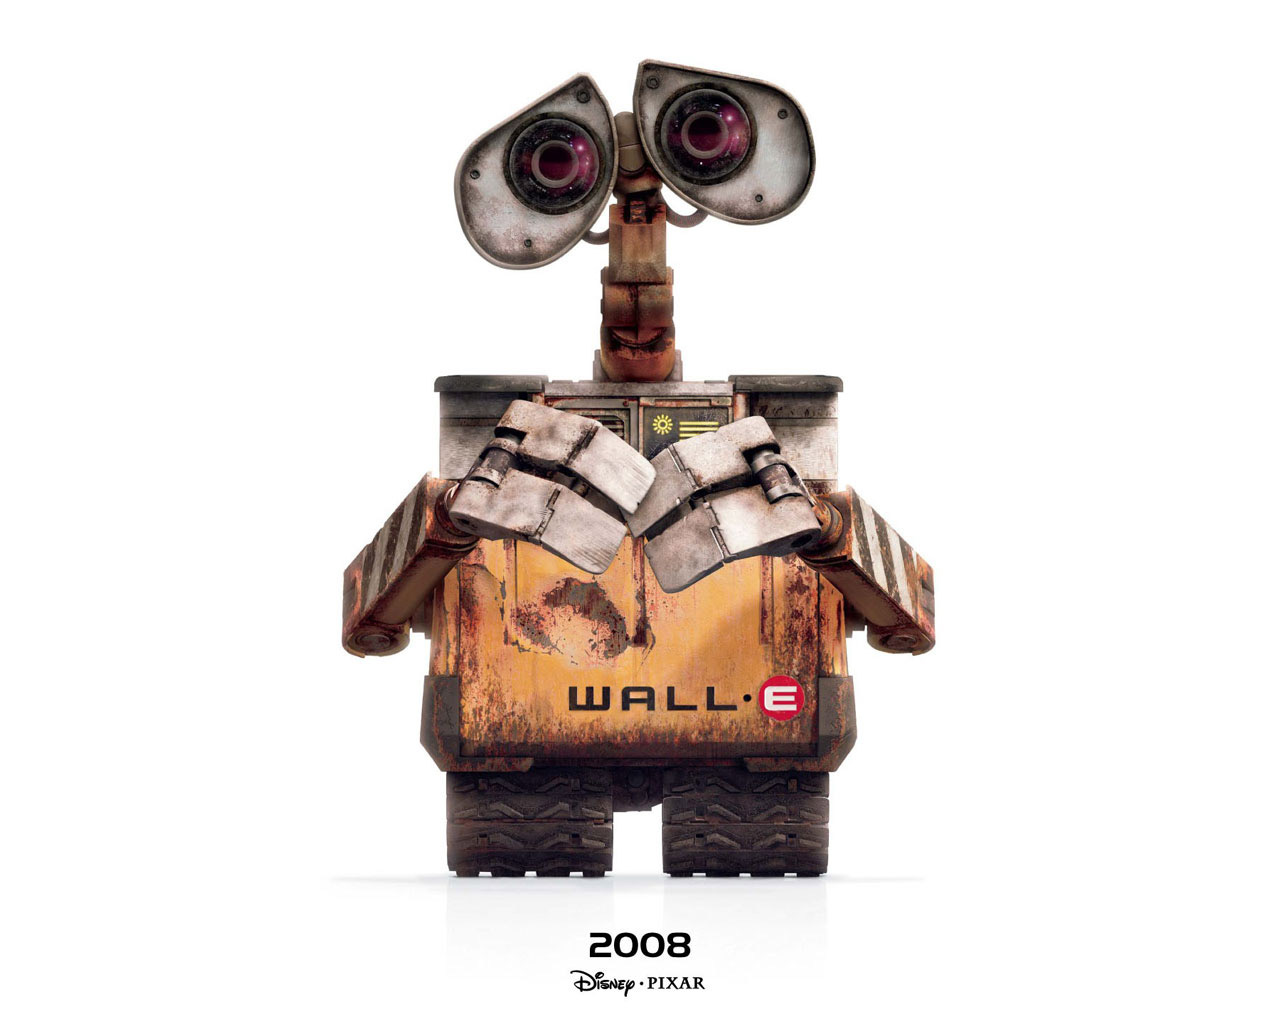 WALL·E
2008
Disney · PIXAR